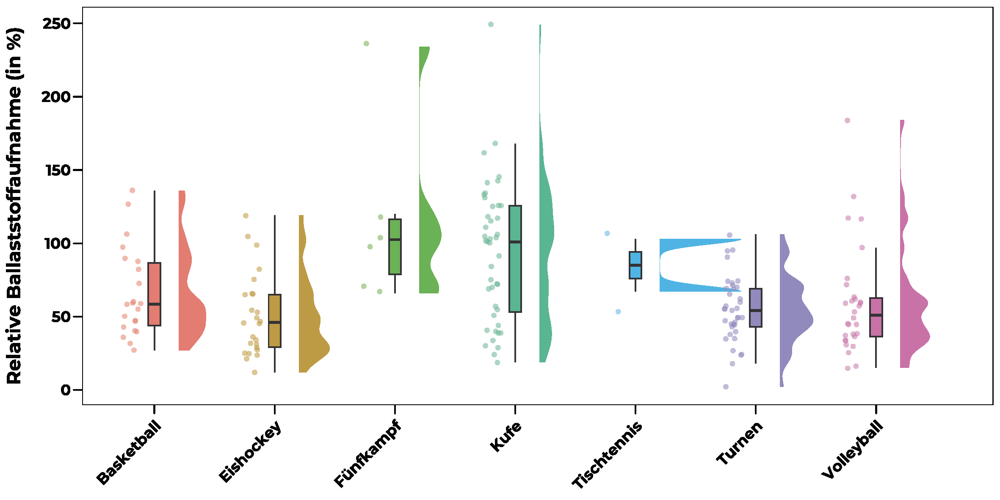 Relative Ballaststoffaufnahme (in %)
250
200
150
100
50
0
Basketball
Eishockey
Fünfkampf
Kufe
Tischtennis
Turnen
Volleyball